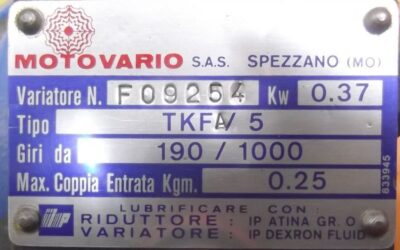 MOTOVARIO S.A.S. SPEZZANO (MO)
Variatore N. F09254 Kw 0.37
Tipo TKFA/5
Giri da 190 / 1000
Max. Coppia Entrata Kgm. 0.25
633945
LUBRIFICARE CON:
RIDUTTORE: IP ATINA GR. O
VARIATORE: IP DEXRON FLUID